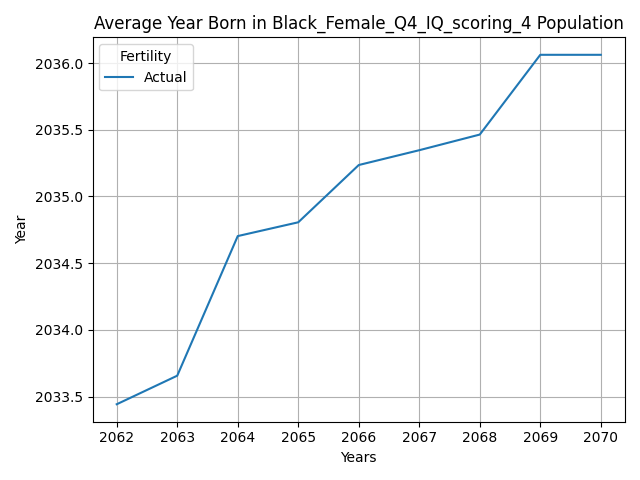 Average Year Born in Black_Female_Q4_IQ_scoring_4 Population
Fertility
Actual
Year
2036.0
2035.5
2035.0
2034.5
2034.0
2033.5
2062 2063 2064 2065 2066 2067 2068 2069 2070
Years